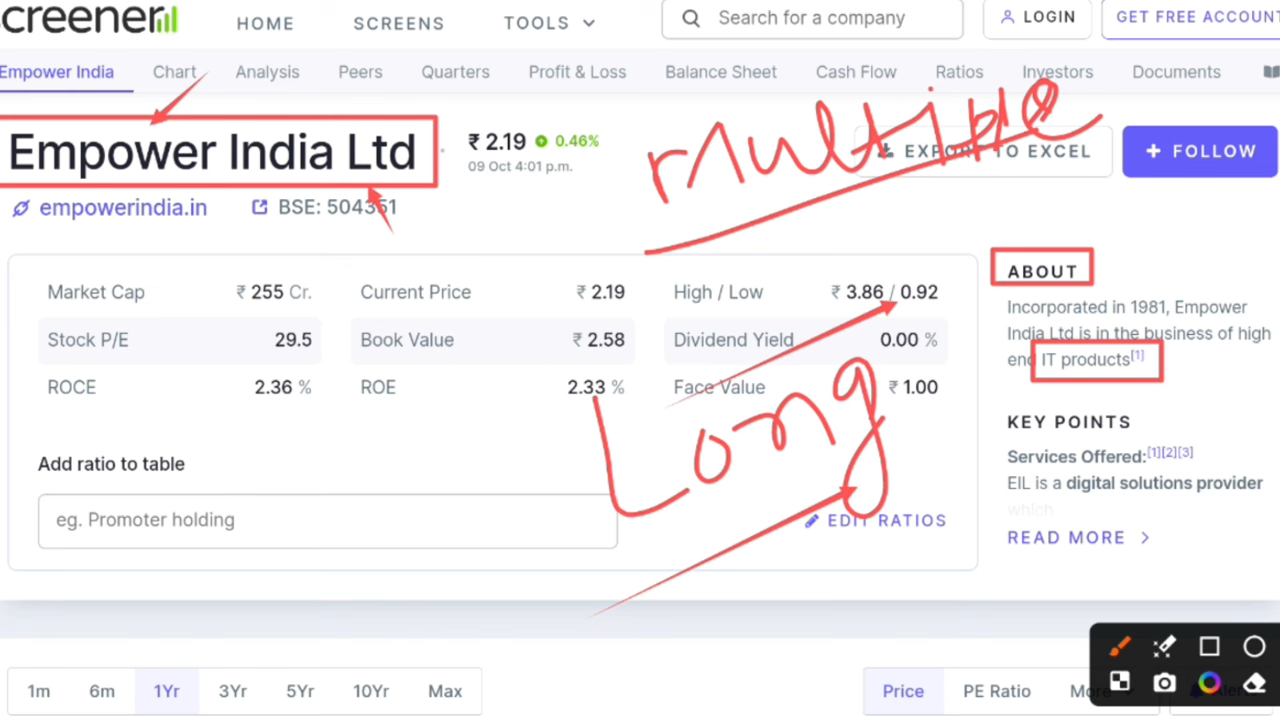 creener
HOME SCREENS TOOLS
Search for a company
LOGIN
GET FREE ACCOUNT
Empower India Chart Analysis Peers Quarters Profit & Loss Balance Sheet Cash Flow Ratios Investors Documents
Empower India Ltd
₹ 2.19 0.46%
09 Oct 4:01 p.m.
Multiple
EXPORT TO EXCEL
+ FOLLOW
empowerindia.in BSE: 504351
Market Cap ₹ 255 Cr. Current Price ₹ 2.19 High / Low ₹ 3.86 / 0.92
Stock P/E 29.5 Book Value ₹ 2.58 Dividend Yield 0.00 %
ROCE 2.36 % ROE 2.33 % Face Value ₹ 1.00
Long
Add ratio to table
eg. Promoter holding
EDIT RATIOS
ABOUT
Incorporated in 1981, Empower
India Ltd is in the business of high
end IT products[1]
KEY POINTS
Services Offered:[1][2][3]
EIL is a digital solutions provider
which
READ MORE
1m 6m 1Yr 3Yr 5Yr 10Yr Max
Price PE Ratio More